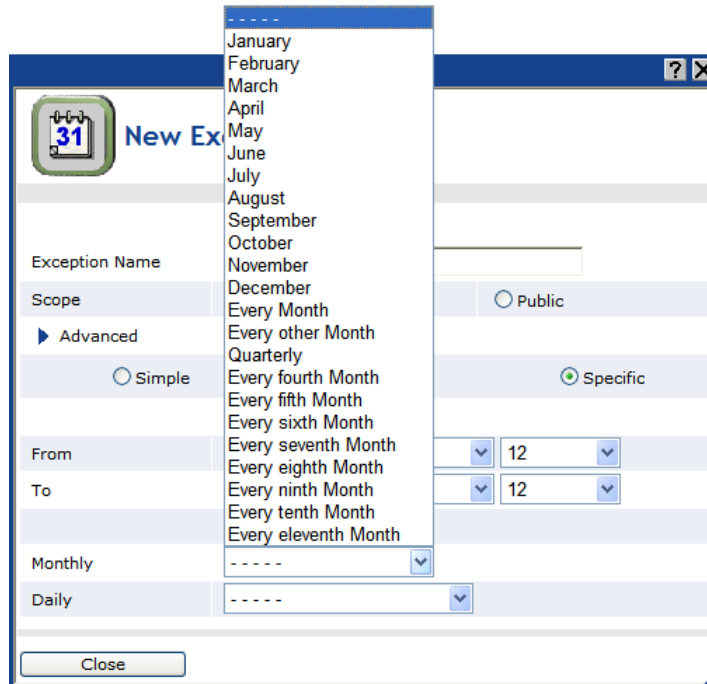 - - - - -
January
February
March
April
May
June
July
August
September
October
November
December
Every Month
Every other Month
Quarterly
Every fourth Month
Every fifth Month
Every sixth Month
Every seventh Month
Every eighth Month
Every ninth Month
Every tenth Month
Every eleventh Month
?
31
New Ex
Exception Name
Scope
Public
Advanced
Simple
Specific
From
12
To
12
Monthly
- - - - -
Daily
- - - - -
Close